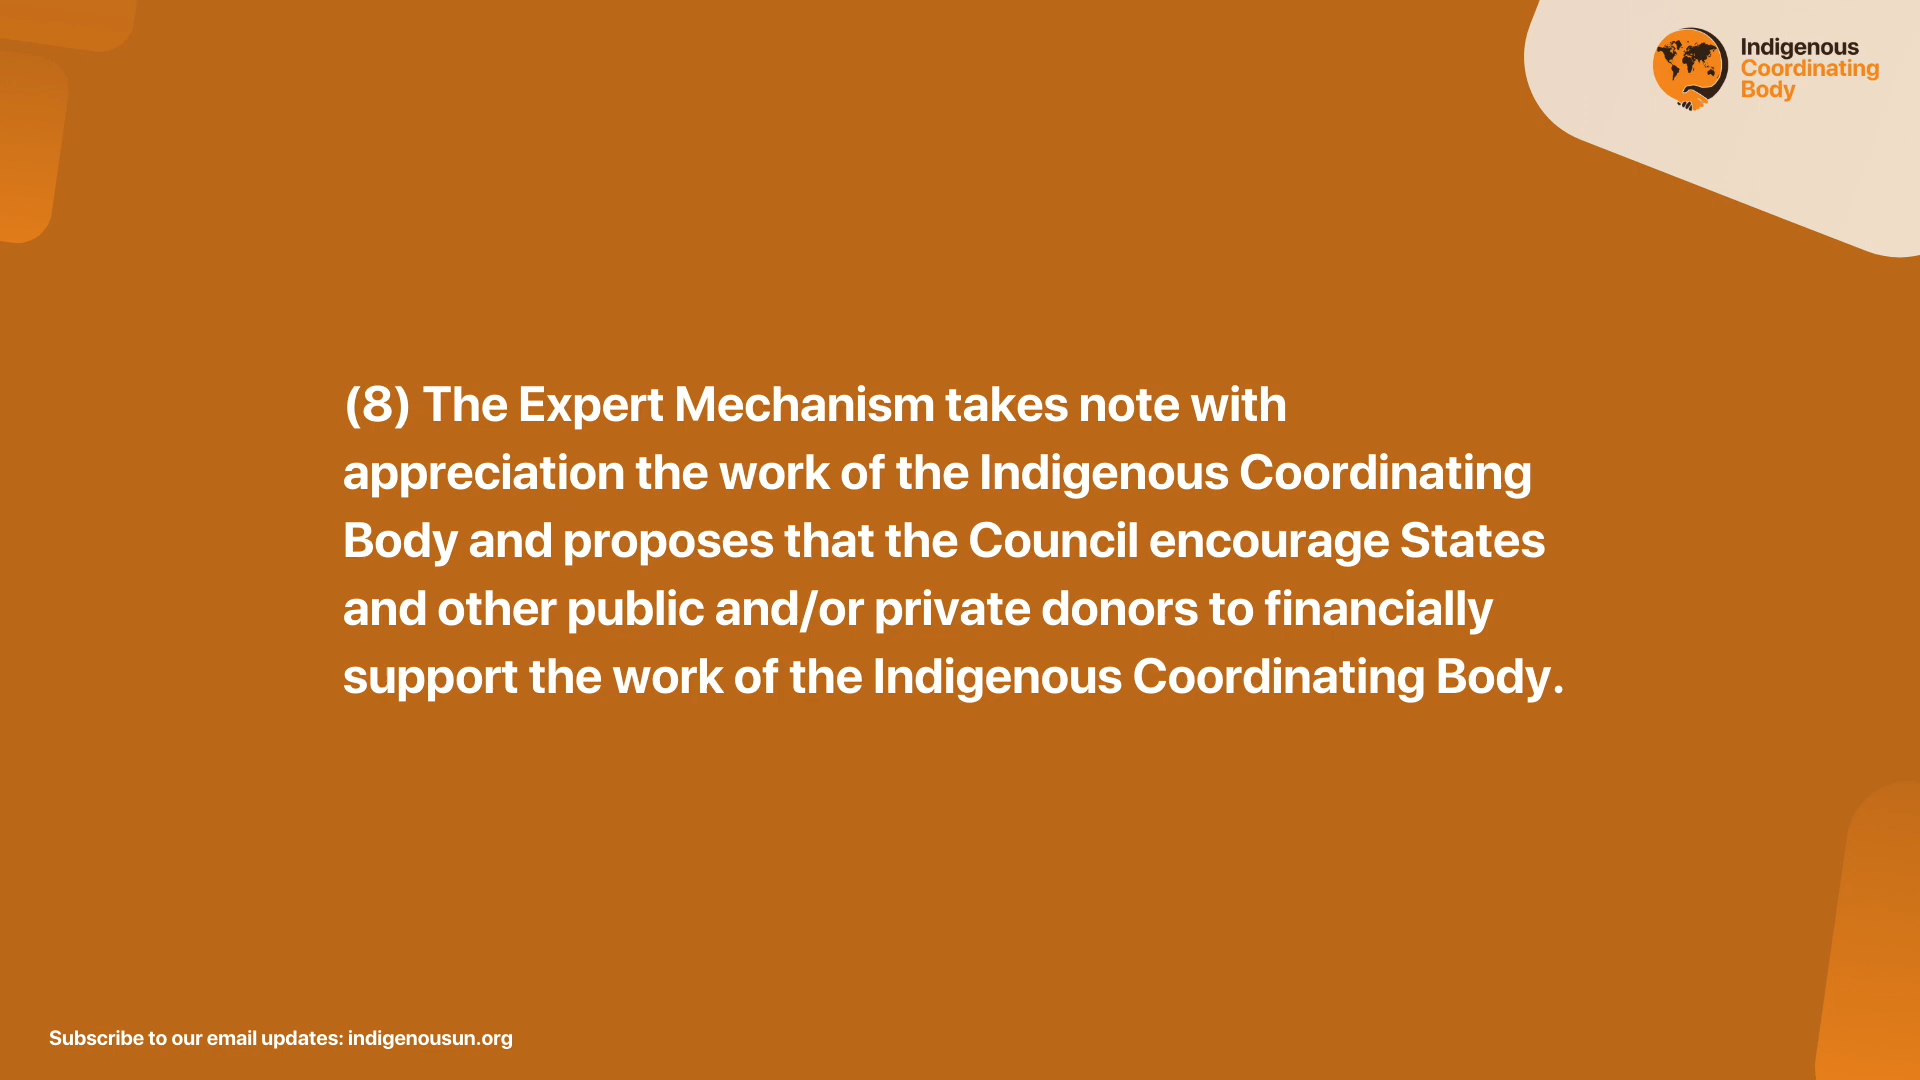 Indigenous
Coordinating
Body
(8) The Expert Mechanism takes note with
appreciation the work of the Indigenous Coordinating
Body and proposes that the Council encourage States
and other public and/or private donors to financially
support the work of the Indigenous Coordinating Body.
Subscribe to our email updates: indigenousun.org